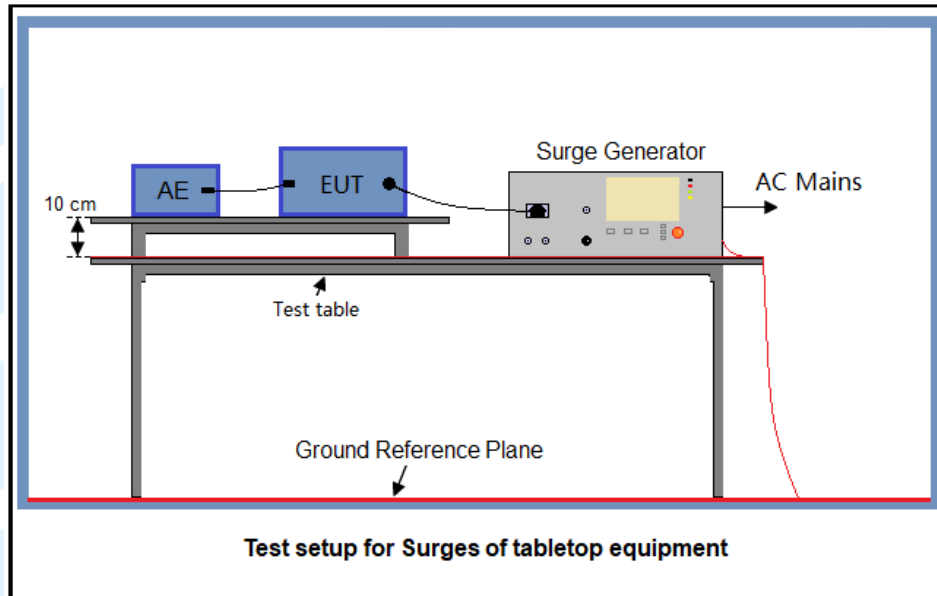 Surge Generator
AC Mains
AE
EUT
10 cm
Test table
Ground Reference Plane
Test setup for Surges of tabletop equipment